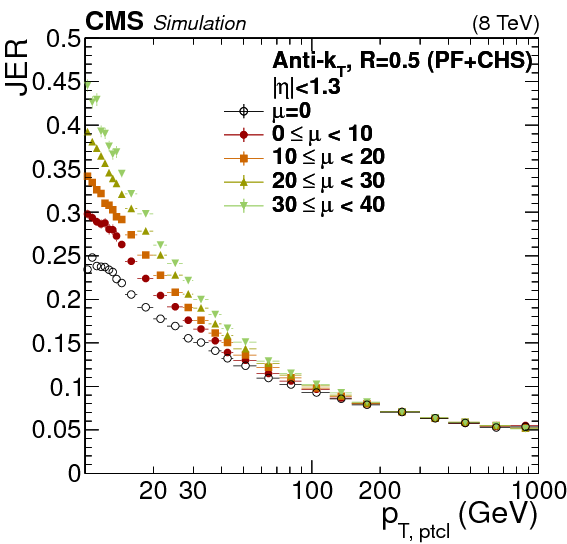 CMS Simulation (8 TeV)
JER
0.5
0.45
0.4
0.35
0.3
0.25
0.2
0.15
0.1
0.05
0
Anti-kT, R=0.5 (PF+CHS)
|η|<1.3
μ=0
0 ≤ μ < 10
10 ≤ μ < 20
20 ≤ μ < 30
30 ≤ μ < 40
20 30 100 200 1000
pT, ptcl (GeV)